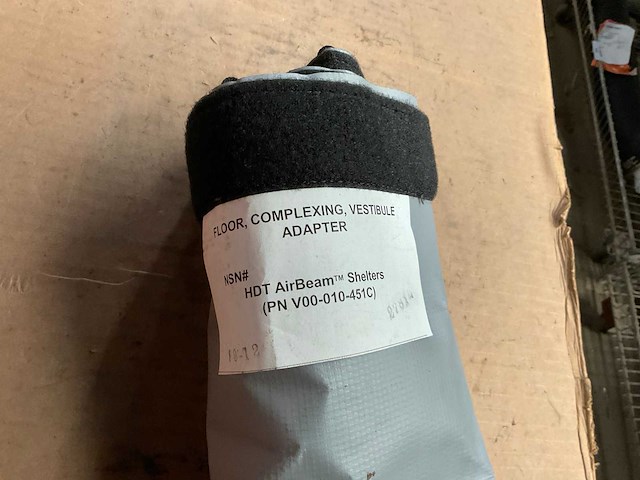 FLOOR, COMPLEXING, VESTIBULE
ADAPTER
NSN#
HDT AirBeam™ Shelters
(PN V00-010-451C)